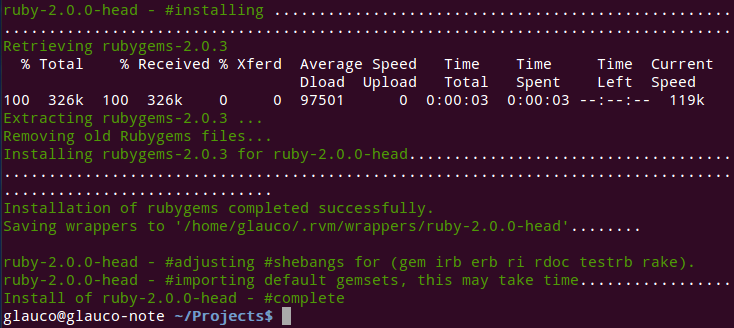 ruby-2.0.0-head - #installing ......................................................
..........................................................................................
Retrieving rubygems-2.0.3
  % Total    % Received % Xferd  Average Speed   Time    Time     Time  Current
                                 Dload  Upload   Total   Spent    Left  Speed
100  326k  100  326k    0     0  97501      0  0:00:03  0:00:03 --:--:--  119k
Extracting rubygems-2.0.3 ...
Removing old Rubygems files...
Installing rubygems-2.0.3 for ruby-2.0.0-head........................................
..........................................................................................
.................................
Installation of rubygems completed successfully.
Saving wrappers to '/home/glauco/.rvm/wrappers/ruby-2.0.0-head'........
ruby-2.0.0-head - #adjusting #shebangs for (gem irb erb ri rdoc testrb rake).
ruby-2.0.0-head - #importing default gemsets, this may take time.................
Install of ruby-2.0.0-head - #complete
glauco@glauco-note ~/Projects$